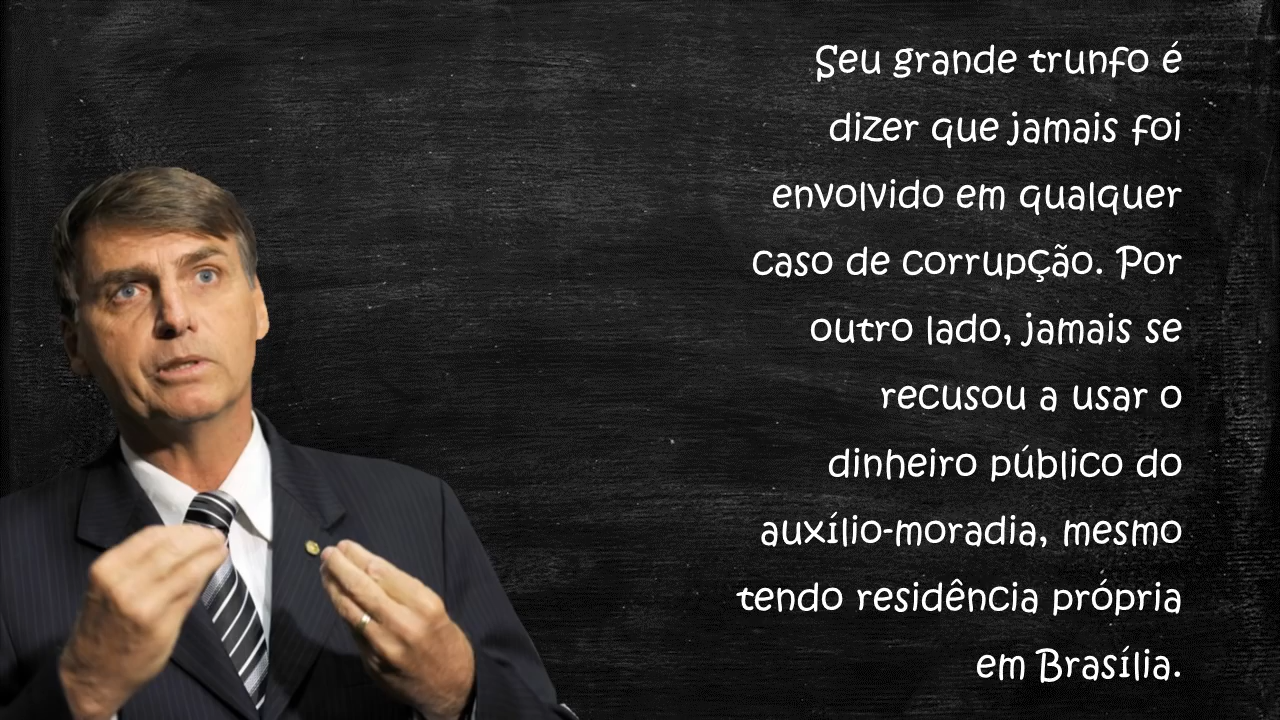 Seu grande trunfo é
dizer que jamais foi
envolvido em qualquer
caso de corrupção. Por
outro lado, jamais se
recusou a usar o
dinheiro público do
auxílio-moradia, mesmo
tendo residência própria
em Brasília.